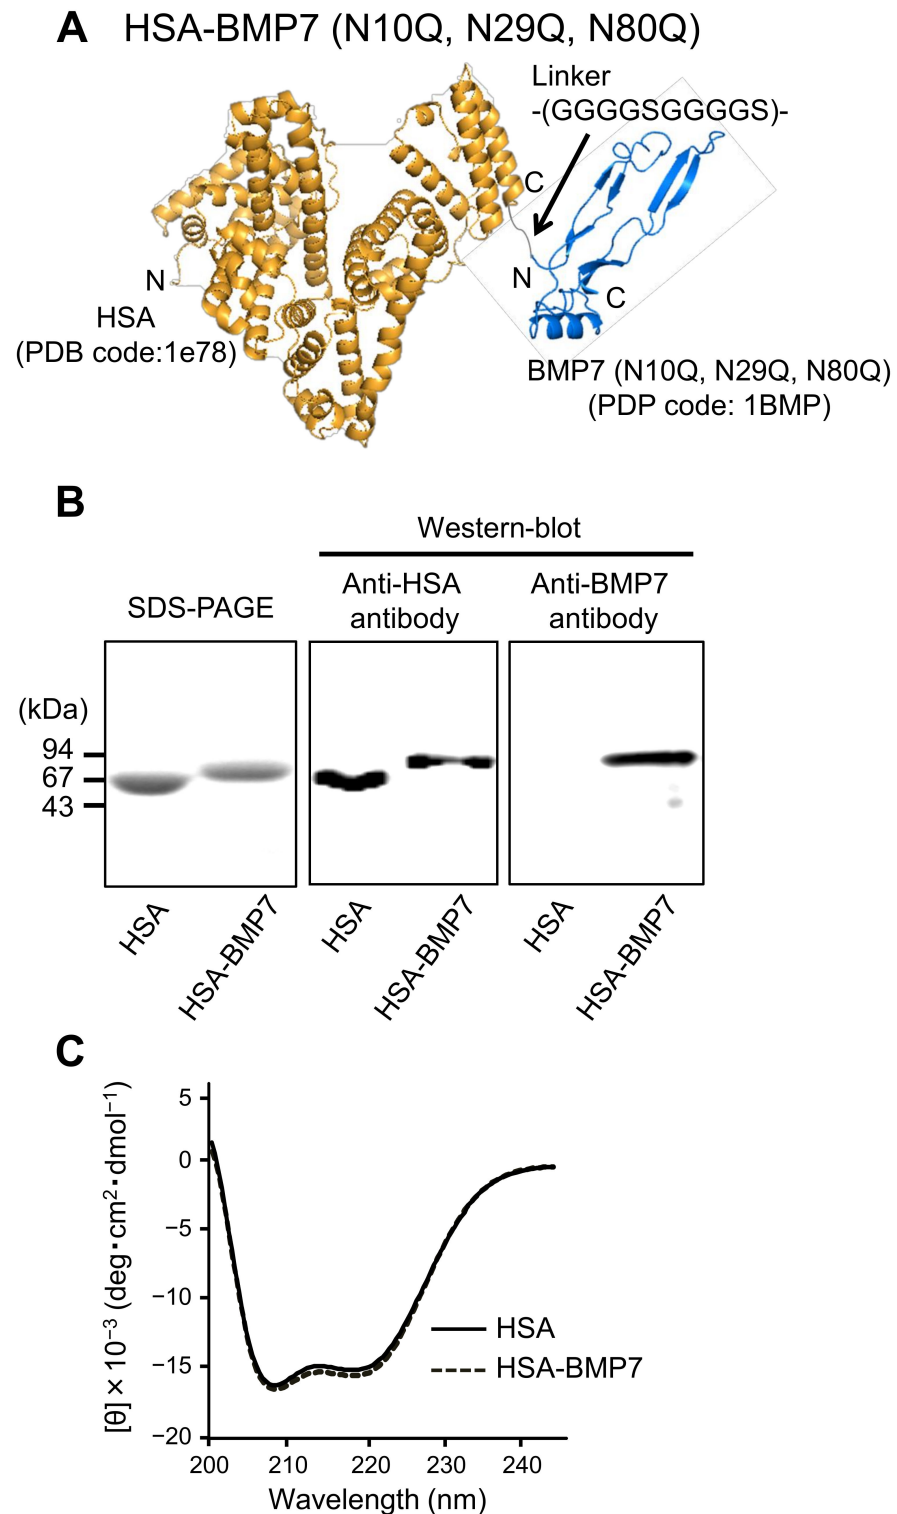 A HSA-BMP7 (N10Q, N29Q, N80Q)
Linker
-(GGGGSGGGGS)-
C
N
N
C
HSA
(PDB code:1e78)
BMP7 (N10Q, N29Q, N80Q)
(PDP code: 1BMP)
B
Western-blot
SDS-PAGE
Anti-HSA
antibody
Anti-BMP7
antibody
(kDa)
94
67
43
HSA
HSA-BMP7
HSA
HSA-BMP7
HSA
HSA-BMP7
C
[θ] × 10⁻³ (deg·cm²·dmol⁻¹)
5
0
−5
−10
−15
−20
HSA
HSA-BMP7
200 210 220 230 240
Wavelength (nm)